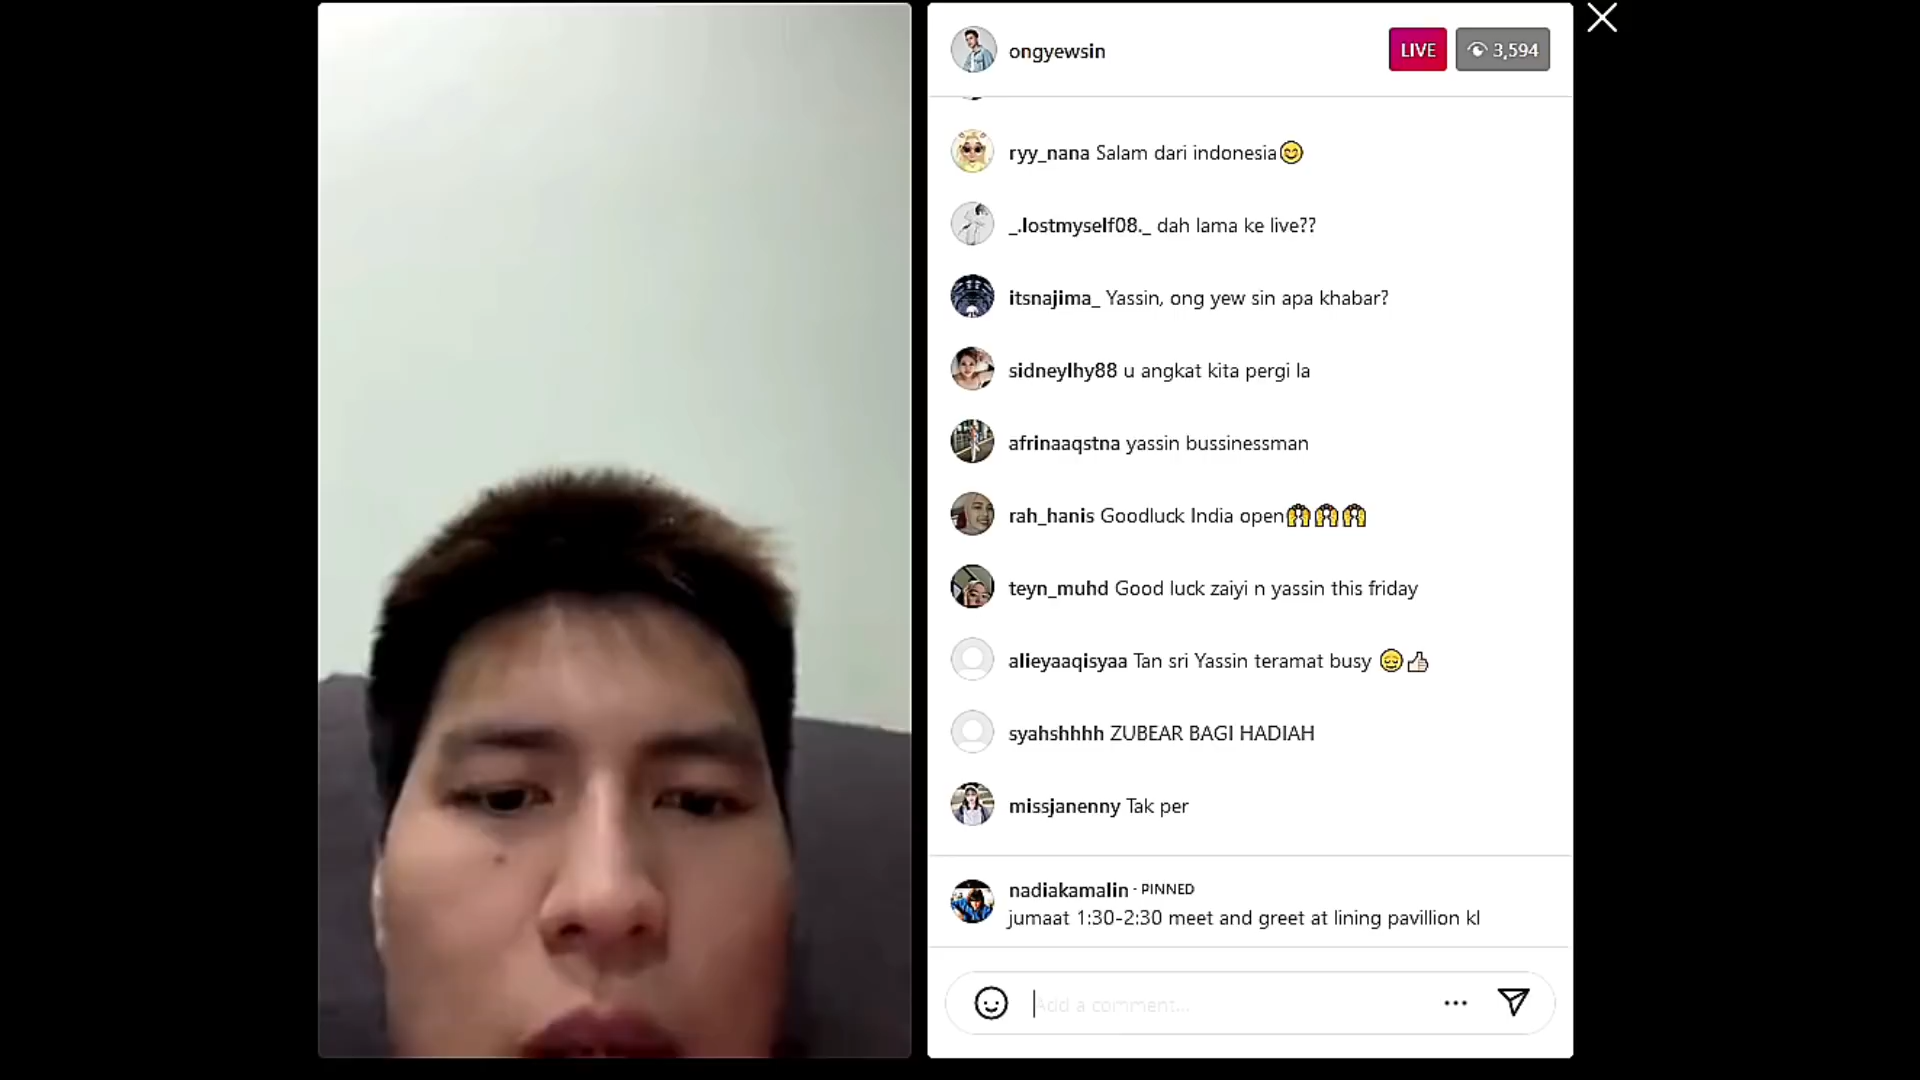 ongyewsin
LIVE
3,594
ryy_nana Salam dari indonesia😊
_.lostmyself08._ dah lama ke live??
itsnajima_ Yassin, ong yew sin apa khabar?
sidneylhy88 u angkat kita pergi la
afrinaaqstna yassin bussinessman
rah_hanis Goodluck India open🙌🙌🙌
teyn_muhd Good luck zaiyi n yassin this friday
alieyaaqisyaa Tan sri Yassin teramat busy 😌👍
syahshhhh ZUBEAR BAGI HADIAH
missjanenny Tak per
nadiakamalin · PINNED
jumaat 1:30-2:30 meet and greet at lining pavillion kl
Add a comment...